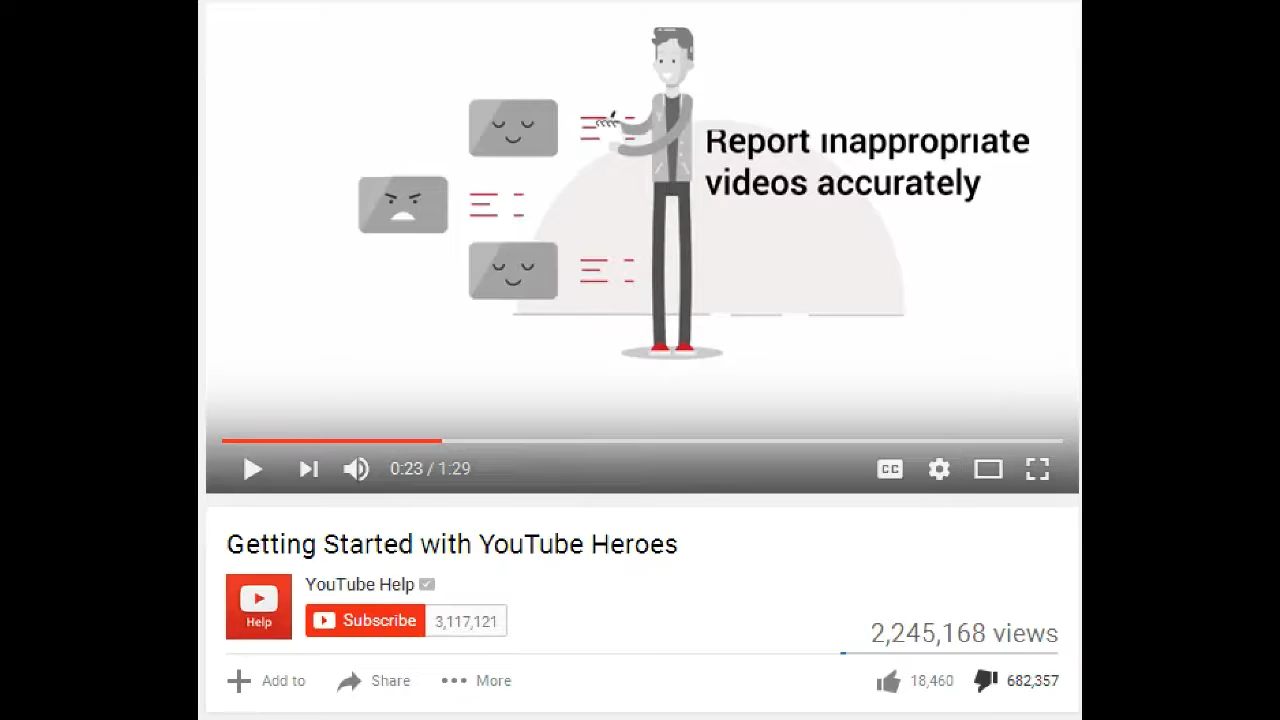 Report inappropriate
videos accurately
0:23 / 1:29
CC
Getting Started with YouTube Heroes
YouTube Help
Help
Subscribe 3,117,121
2,245,168 views
Add to Share More 18,460 682,357